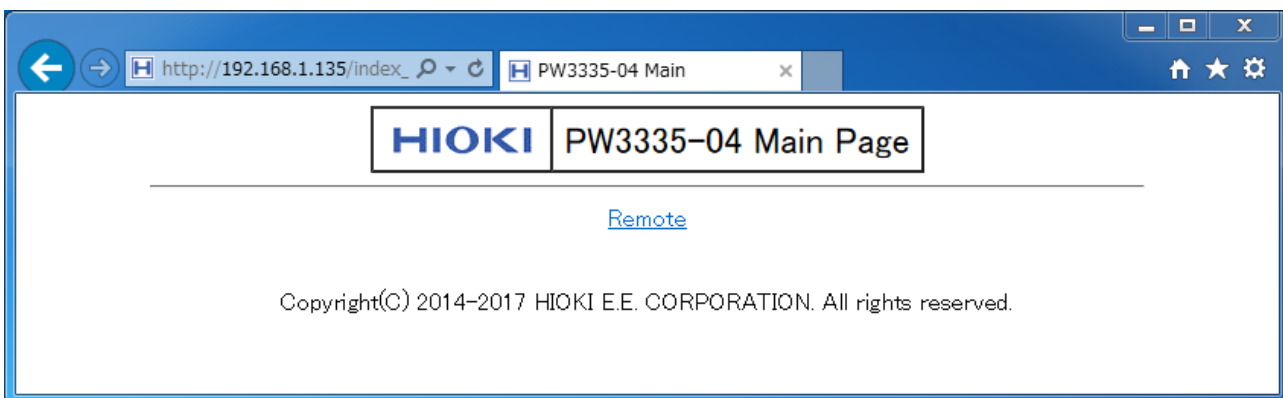 http://192.168.1.135/index_
PW3335-04 Main
HIOKI PW3335-04 Main Page
Remote
Copyright(C) 2014-2017 HIOKI E.E. CORPORATION. All rights reserved.